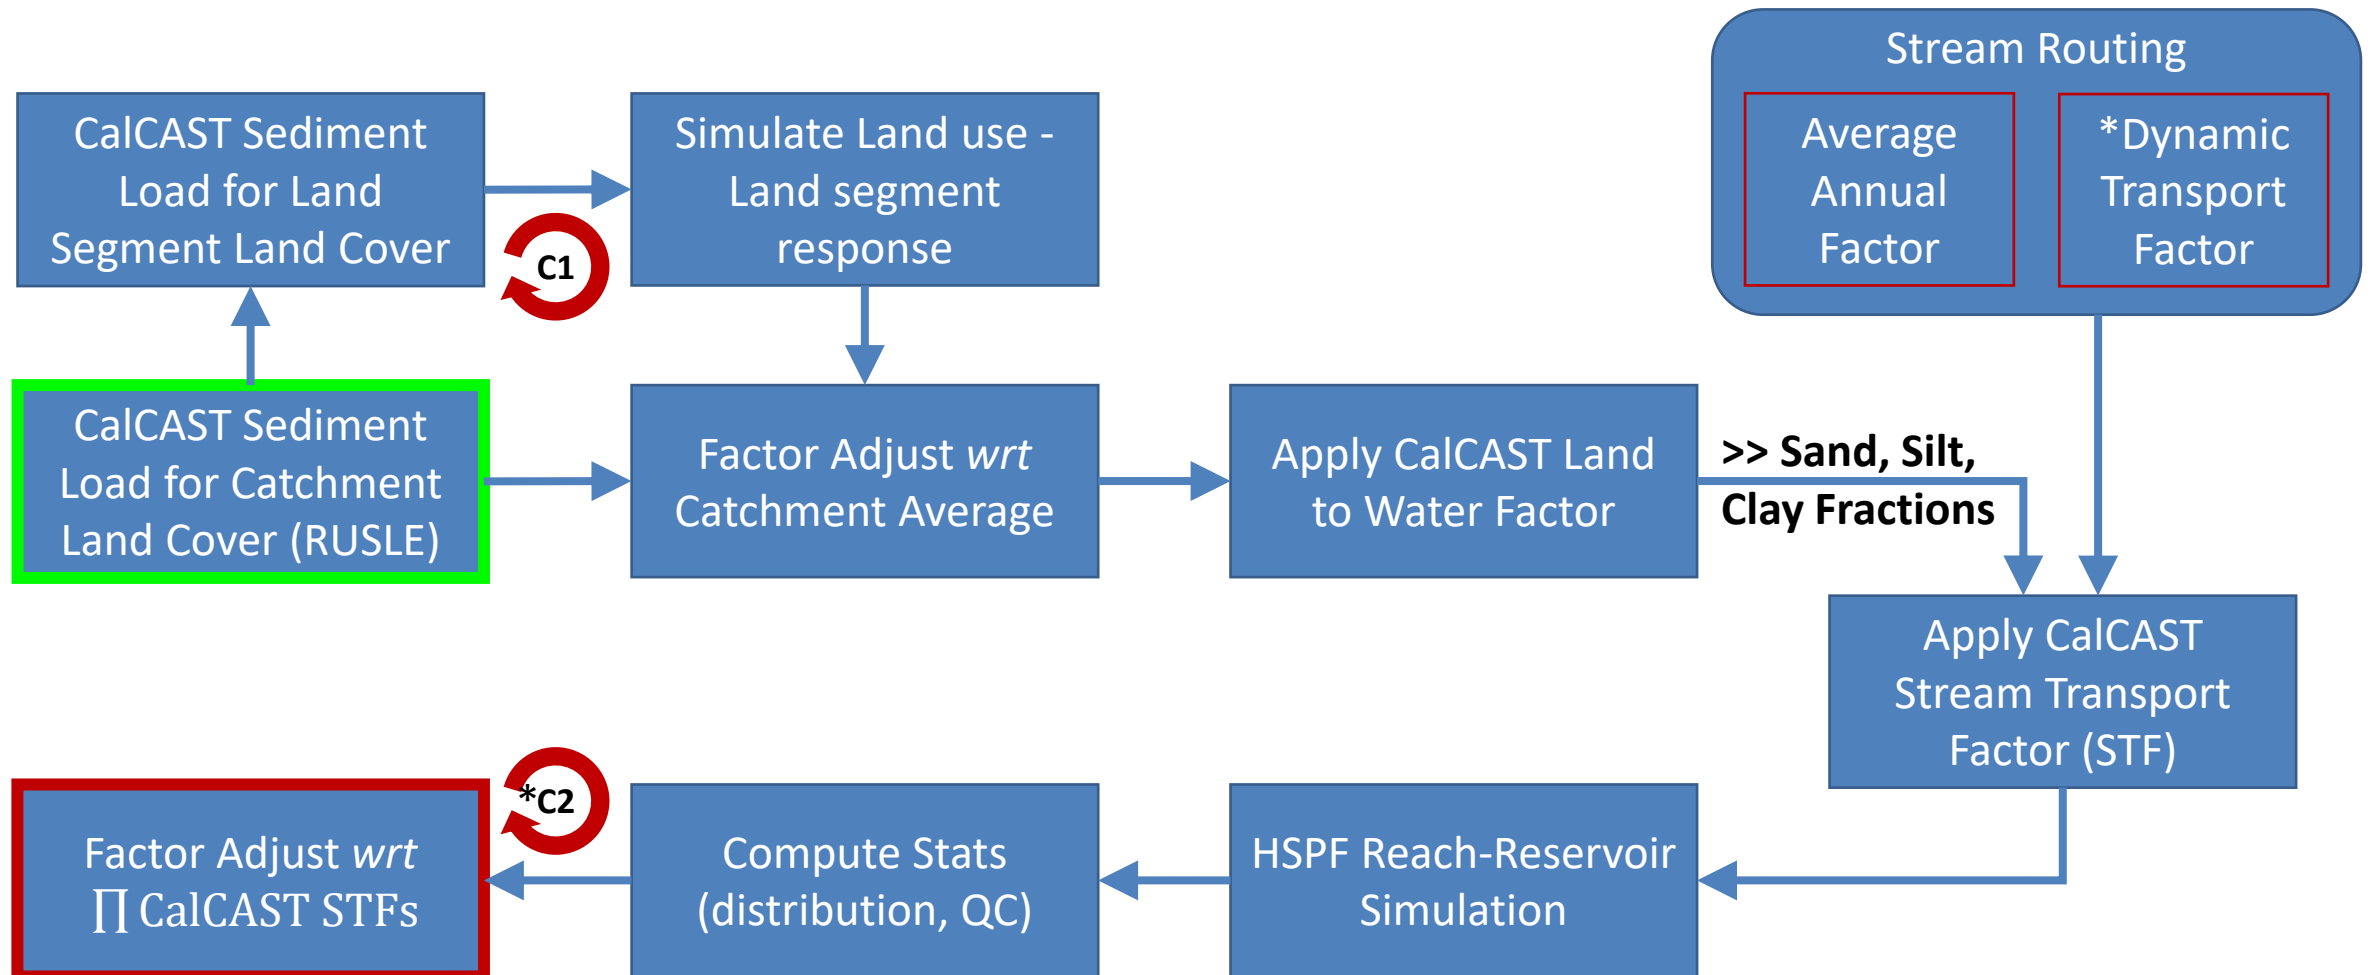 CalCAST Sediment
Load for Land
Segment Land Cover
C1
Simulate Land use -
Land segment
response
Stream Routing
Average
Annual
Factor
*Dynamic
Transport
Factor
CalCAST Sediment
Load for Catchment
Land Cover (RUSLE)
Factor Adjust wrt
Catchment Average
Apply CalCAST Land
to Water Factor
>> Sand, Silt,
Clay Fractions
Apply CalCAST
Stream Transport
Factor (STF)
Factor Adjust wrt
∏ CalCAST STFs
*C2
Compute Stats
(distribution, QC)
HSPF Reach-Reservoir
Simulation